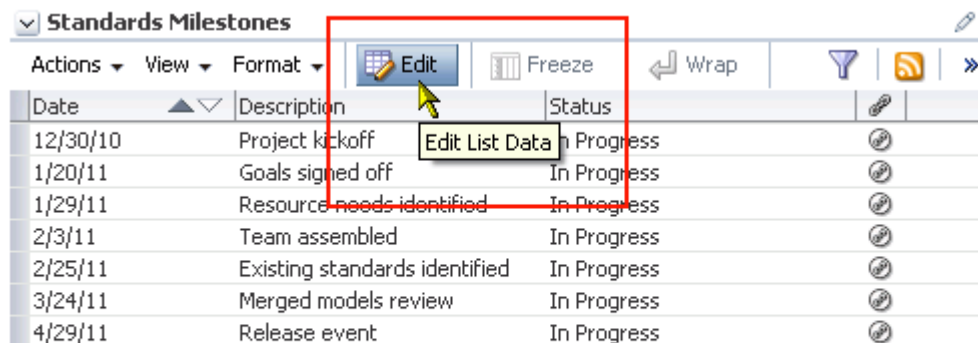 Standards Milestones
Actions View Format Edit Freeze Wrap
Date Description Status
12/30/10 Project kickoff In Progress
Edit List Data
1/20/11 Goals signed off In Progress
1/29/11 Resource needs identified In Progress
2/3/11 Team assembled In Progress
2/25/11 Existing standards identified In Progress
3/24/11 Merged models review In Progress
4/29/11 Release event In Progress